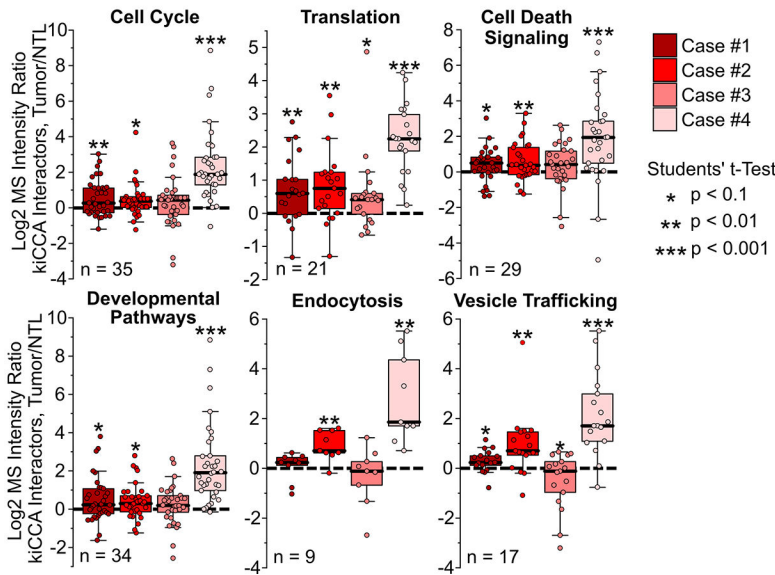 Cell Cycle
Translation
Cell Death
Signaling
Log2 MS Intensity Ratio
kiCCA Interactors, Tumor/NTL
10
8
6
4
2
0
-2
-4
**
*
***
n = 35
5
4
3
2
1
0
-1
-2
**
**
*
***
n = 21
8
6
4
2
0
-2
-4
-6
*
**
***
n = 29
Case #1
Case #2
Case #3
Case #4
Students' t-Test
* p < 0.1
** p < 0.01
*** p < 0.001
Developmental
Pathways
Endocytosis
Vesicle Trafficking
Log2 MS Intensity Ratio
kiCCA Interactors, Tumor/NTL
10
8
6
4
2
0
-2
*
*
***
n = 34
6
4
2
0
-2
-4
**
**
n = 9
6
4
2
0
-2
-4
*
**
*
***
n = 17